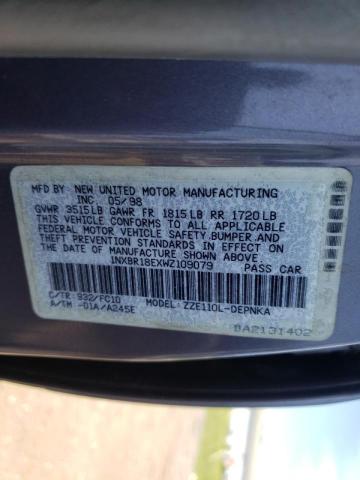 MFD BY NEW UNITED MOTOR MANUFACTURING
INC. 05/98
GVWR 3515LB GAWR FR 1815LB RR 1720LB
THIS VEHICLE CONFORMS TO ALL APPLICABLE
FEDERAL MOTOR VEHICLE SAFETY,BUMPER,AND
THEFT PREVENTION STANDARDS IN EFFECT ON
THE DATE OF MANUFACTURE SHOWN ABOVE.
1NXBR18EXWZ109079 PASS CAR
C/TR:932/FC10 MODEL:ZZE110L-DEPNKA
A/TM -01A/A245E
BA2131402